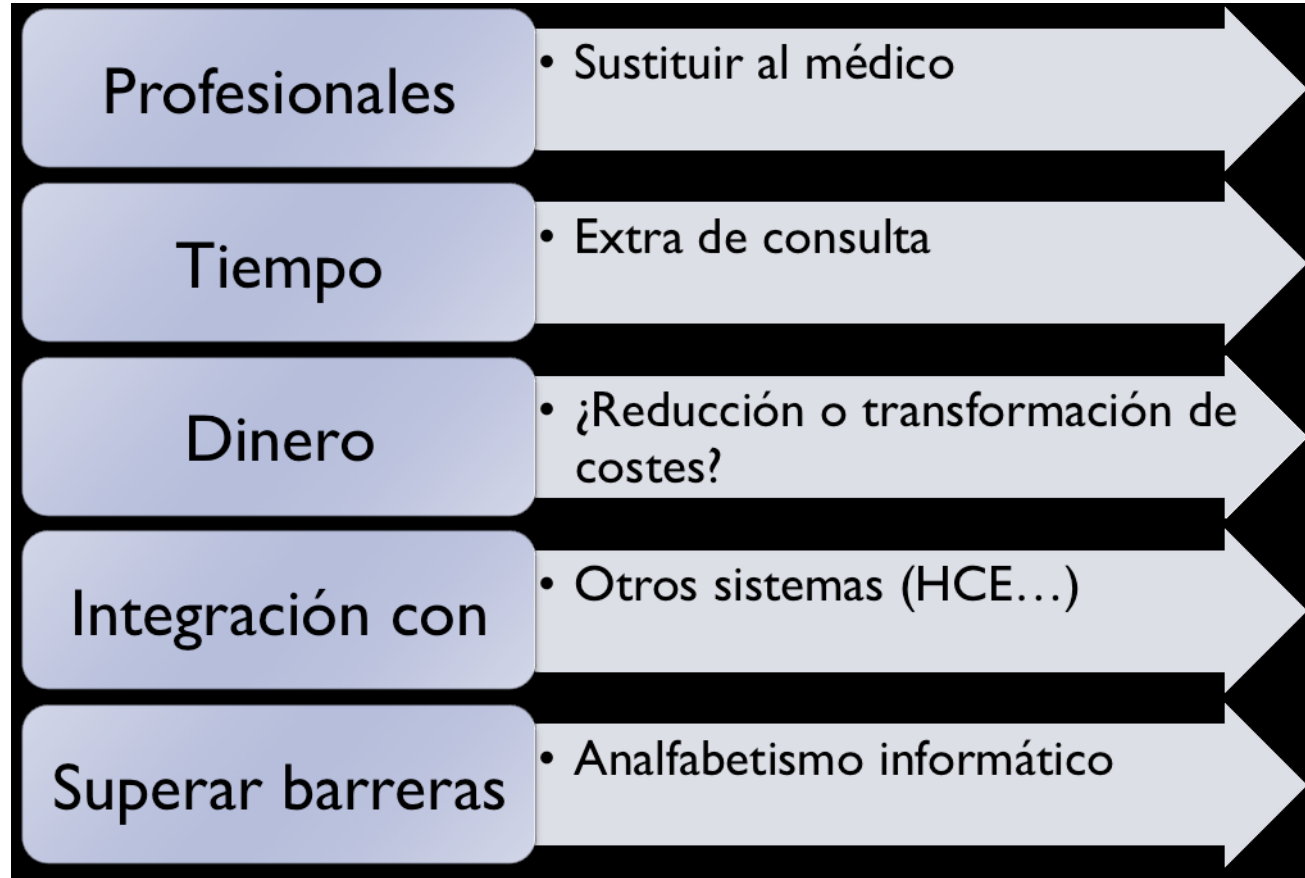 Profesionales
• Sustituir al médico
Tiempo
• Extra de consulta
Dinero
• ¿Reducción o transformación de
costes?
Integración con
• Otros sistemas (HCE…)
Superar barreras
• Analfabetismo informático